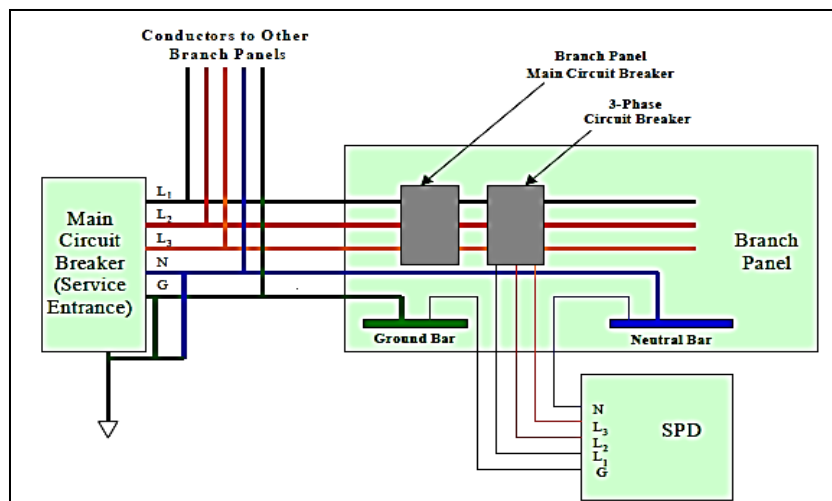 Conductors to Other
Branch Panels
Branch Panel
Main Circuit Breaker
3-Phase
Circuit Breaker
Main
Circuit
Breaker
(Service
Entrance)
L1
L2
L3
N
G
Branch
Panel
Ground Bar
Neutral Bar
N
L3
L2
L1
G
SPD